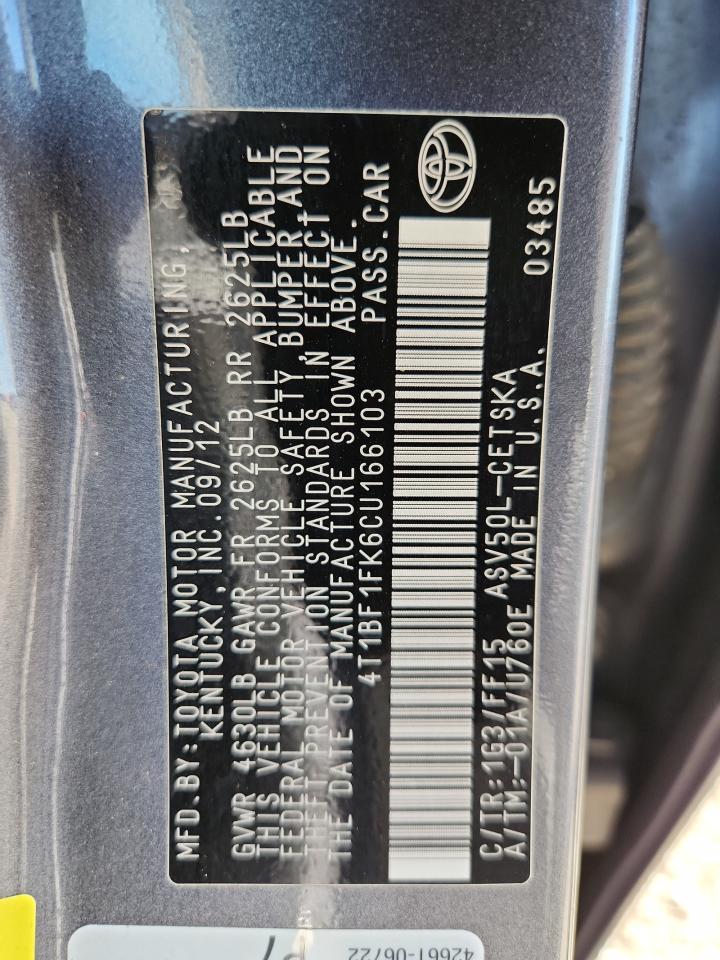 MFD.BY:TOYOTA MOTOR MANUFACTURING,
KENTUCKY,INC.09/12
GVWR 4630LB GAWR FR 2625LB RR 2625LB
THIS VEHICLE CONFORMS TO ALL APPLICABLE
FEDERAL MOTOR VEHICLE SAFETY,BUMPER,AND
THEFT PREVENTION STANDARDS IN EFFECT ON
THE DATE OF MANUFACTURE SHOWN ABOVE.
4T1BF1FK6CU166103 PASS.CAR
C/TR:1G3/FF15 ASV50L-CETSKA 03485
A/TM:-01A/U760E MADE IN U.S.A.
42661-06722